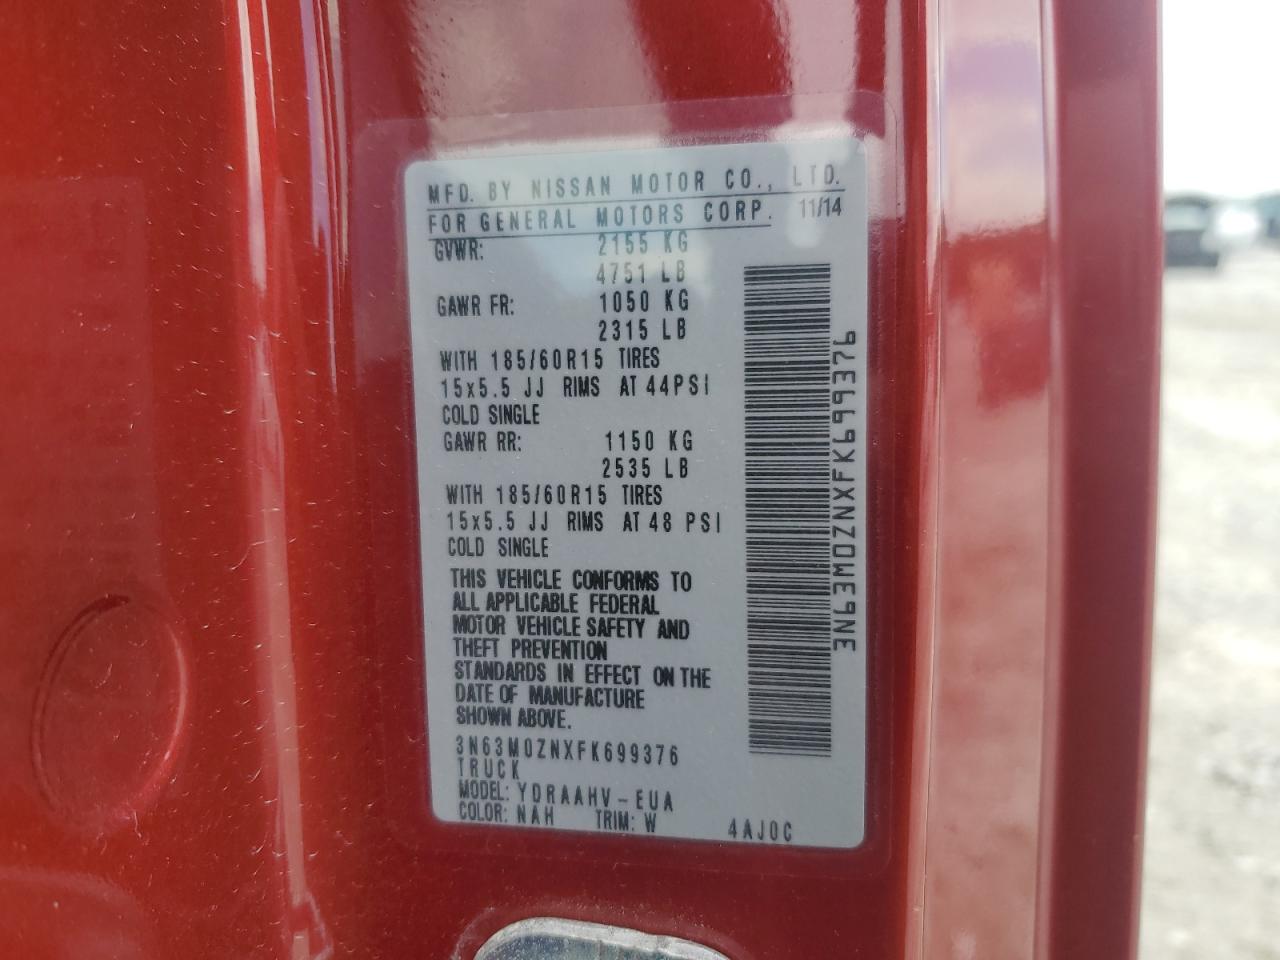 MFD. BY NISSAN MOTOR CO., LTD.
FOR GENERAL MOTORS CORP. 11/14
GVWR: 2155 KG
4751 LB
GAWR FR: 1050 KG
2315 LB
WITH 185/60R15 TIRES
15x5.5 JJ RIMS AT 44PSI
COLD SINGLE
GAWR RR: 1150 KG
2535 LB
WITH 185/60R15 TIRES
15x5.5 JJ RIMS AT 48 PSI
COLD SINGLE
THIS VEHICLE CONFORMS TO
ALL APPLICABLE FEDERAL
MOTOR VEHICLE SAFETY AND
THEFT PREVENTION
STANDARDS IN EFFECT ON THE
DATE OF MANUFACTURE
SHOWN ABOVE.
3N63M0ZNXFK699376
TRUCK
MODEL: YDRAAHV-EUA
COLOR: NAH TRIM: W 4AJ0C
3N63M0ZNXFK699376